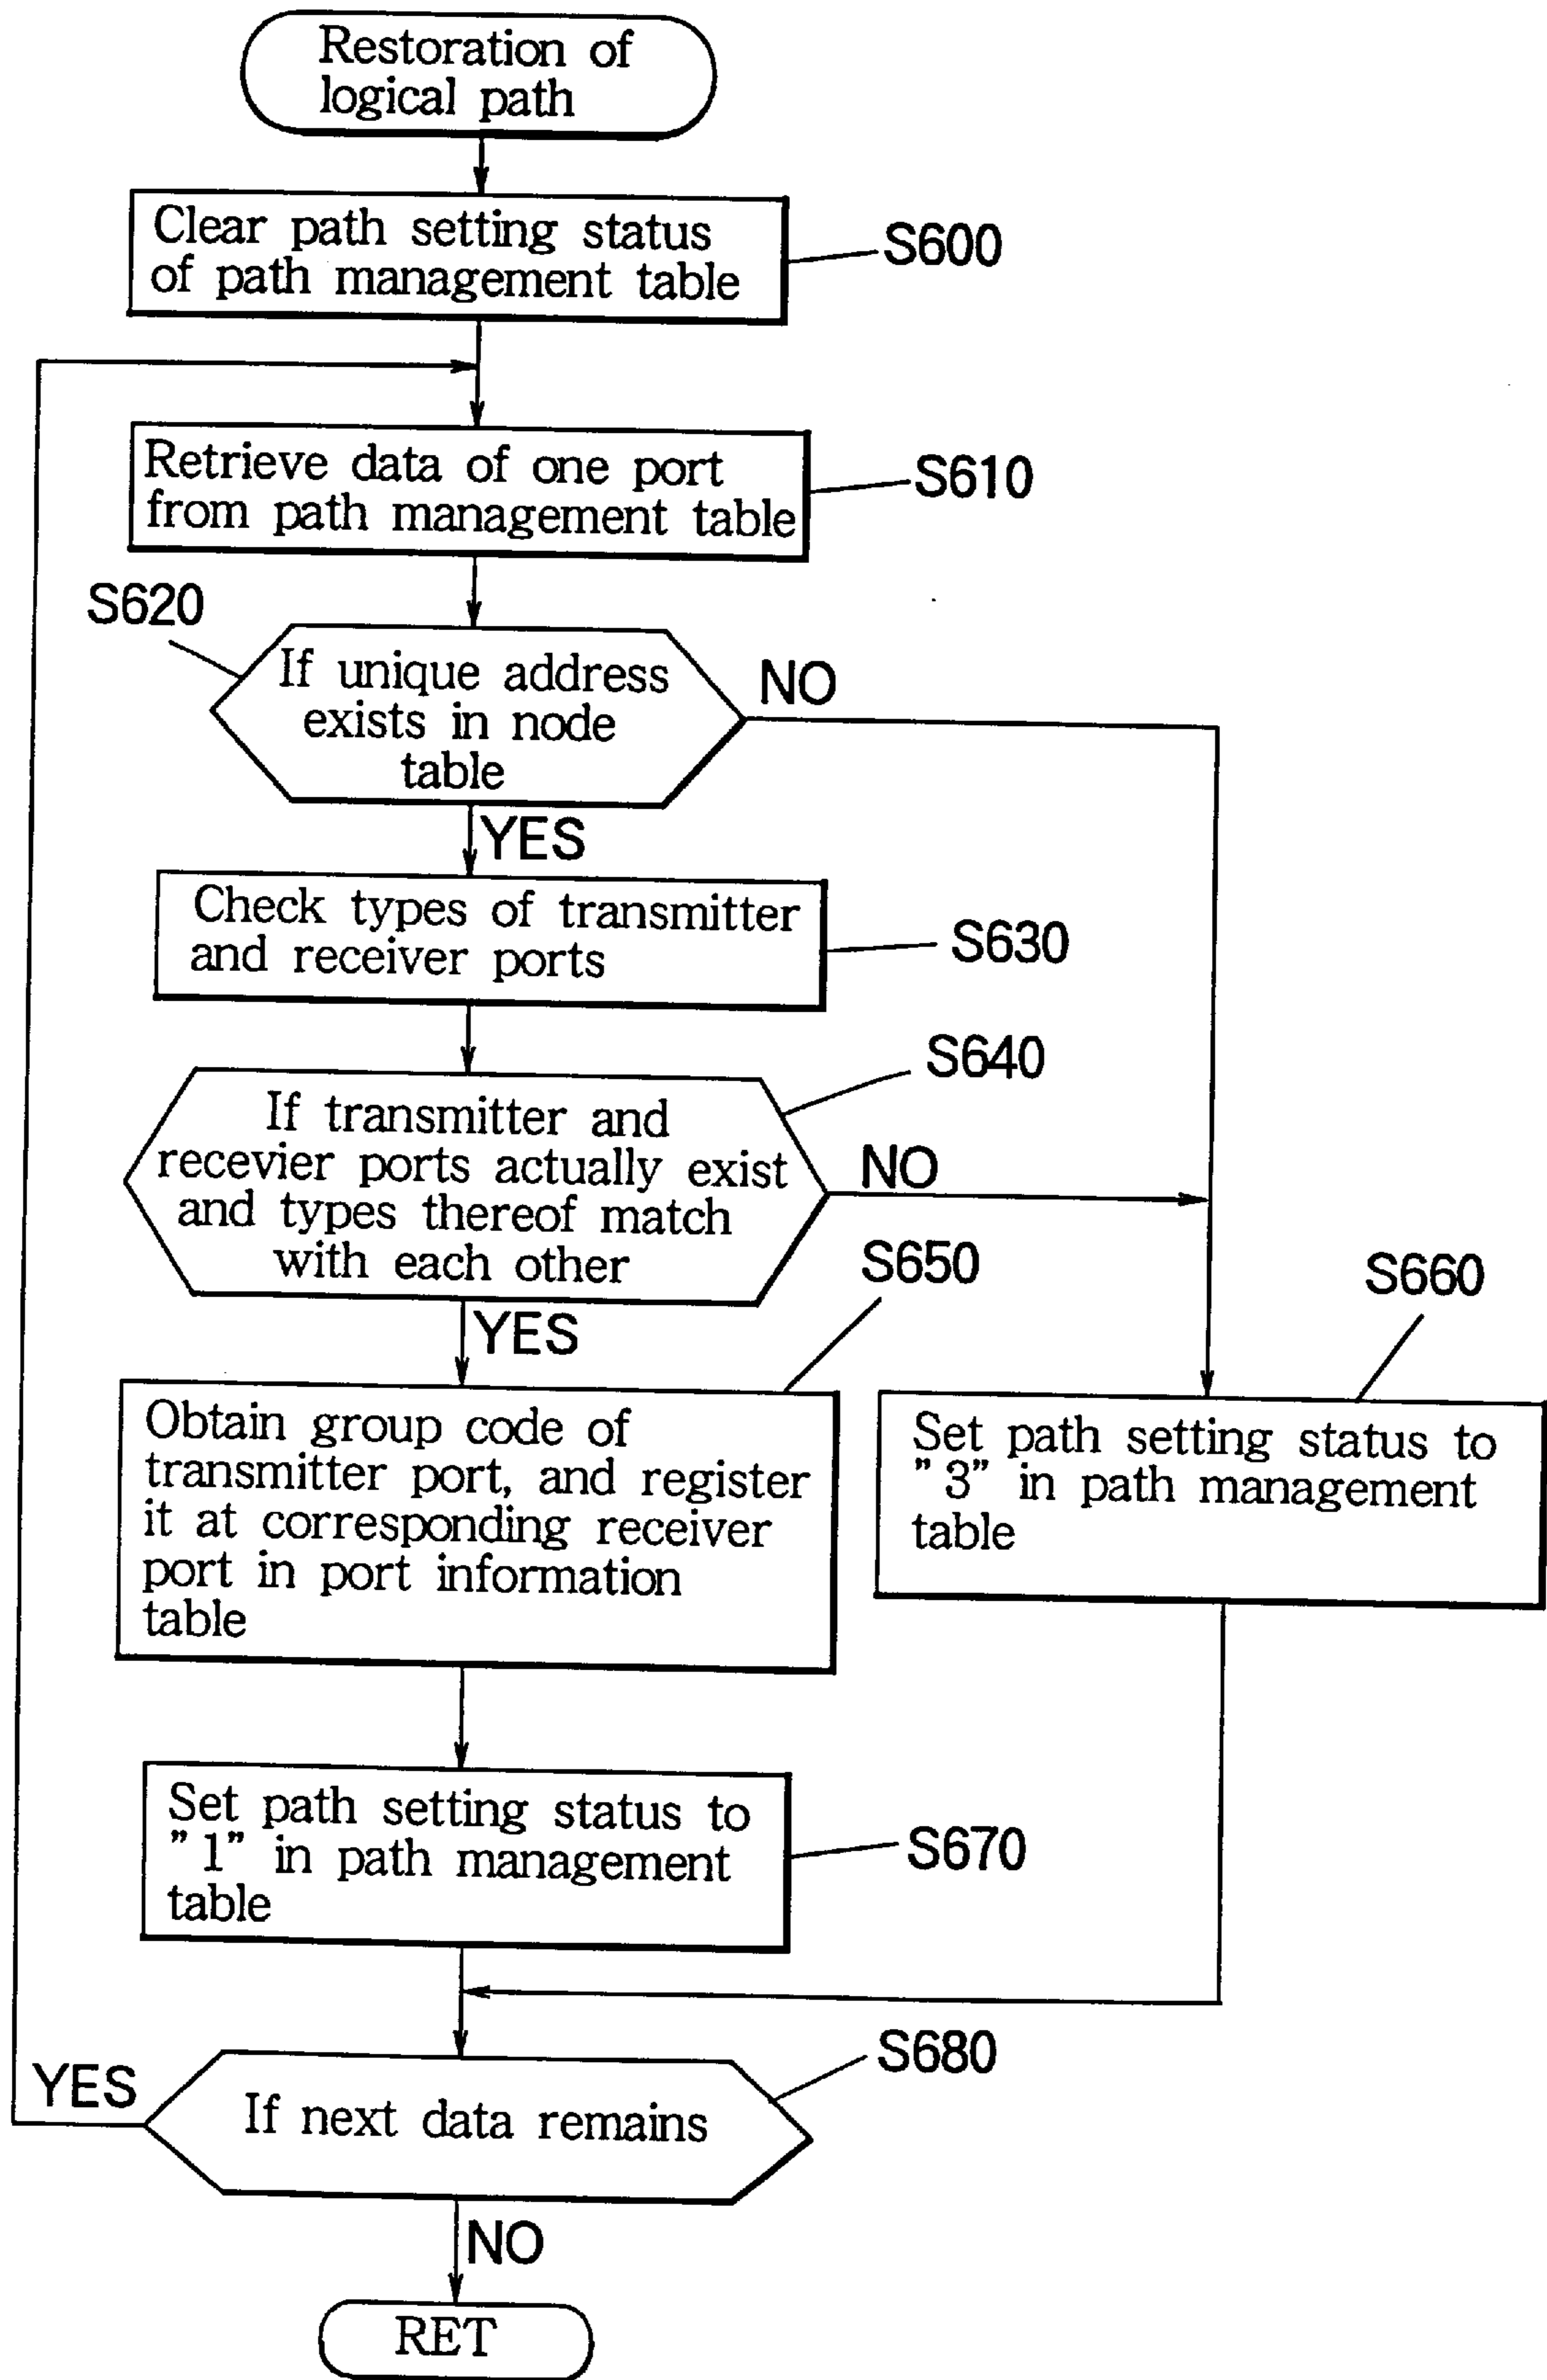 Restoration of
logical path
Clear path setting status
of path management table
S600
Retrieve data of one port
from path management table
S610
S620
If unique address
exists in node
table
NO
YES
Check types of transmitter
and receiver ports
S630
S640
If transmitter and
recevier ports actually exist
and types thereof match
with each other
NO
YES
S650
S660
Obtain group code of
transmitter port, and register
it at corresponding receiver
port in port information
table
Set path setting status to
"3" in path management
table
Set path setting status to
"1" in path management
table
S670
S680
YES
If next data remains
NO
RET